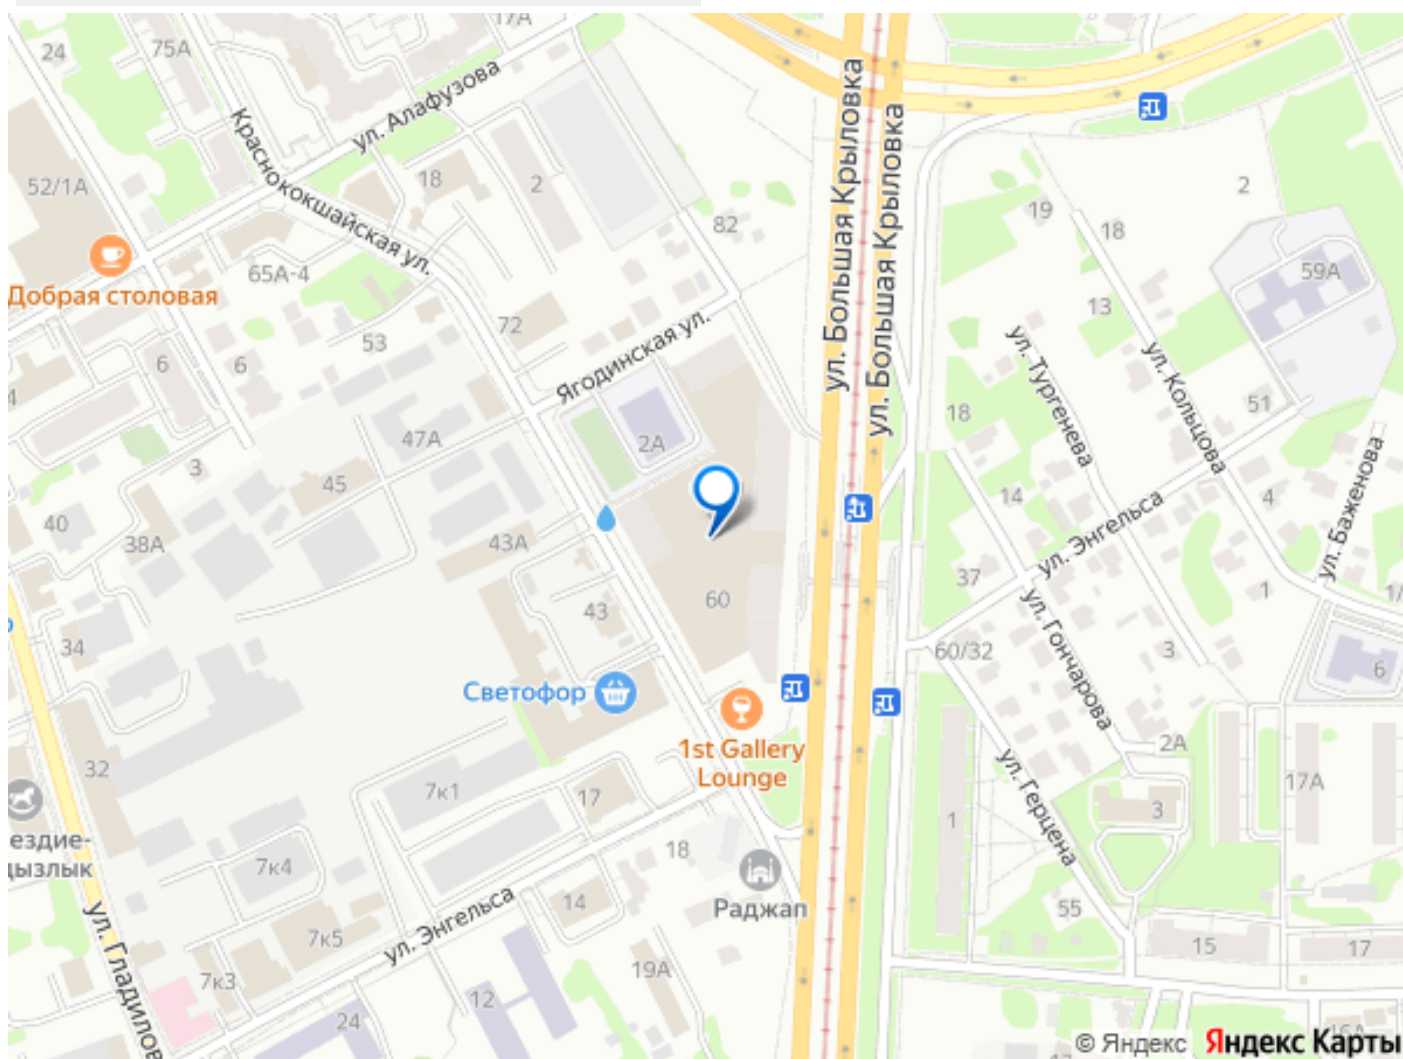 17А
24
75А
ул. Алафузова
ул. Большая Крыловка
ул. Большая Крыловка
Краснококшайская ул.
52/1А
18
2
2
19
18
82
59А
65А-4
Добрая столовая
13
72
53
6
6
Ягодинская ул.
ул. Тургенева
ул. Кольцова
51
4
18
47А
2А
ул. Баженова
3
45
14
4
40
38А
43А
ул. Энгельса
37
1
1/
43
60
ул. Гончарова
34
60/32
3
6
Светофор
1st Gallery
Lounge
2А
ул. Герцена
32
7к1
17
17А
3
1
ездие-
цызлык
18
7к4
Раджап
14
55
ул. Гладилов
ул. Энгельса
7к5
15
17
19А
7к3
12
24
16А
© Яндекс Яндекс Карты